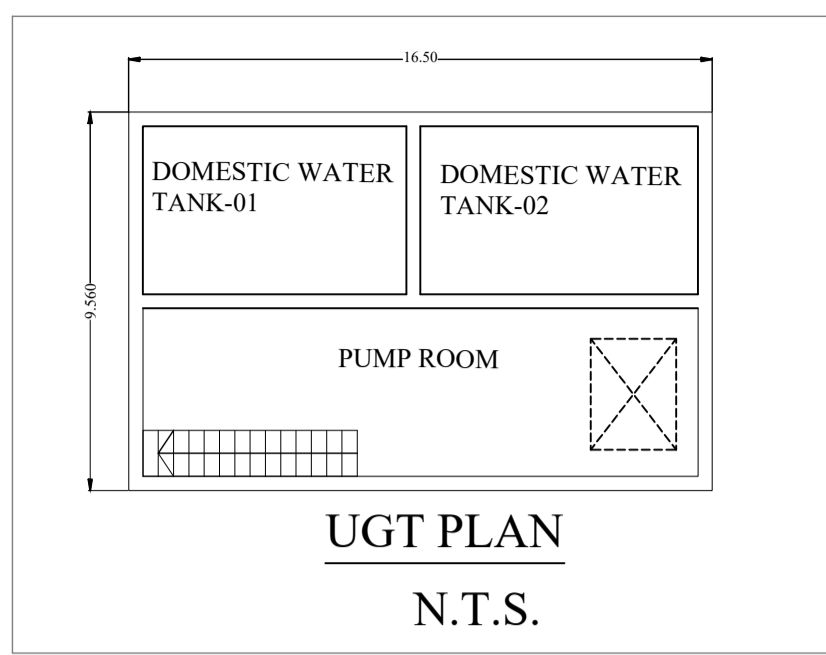 16.50
DOMESTIC WATER
TANK-01
DOMESTIC WATER
TANK-02
9.560
PUMP ROOM
UGT PLAN
N.T.S.